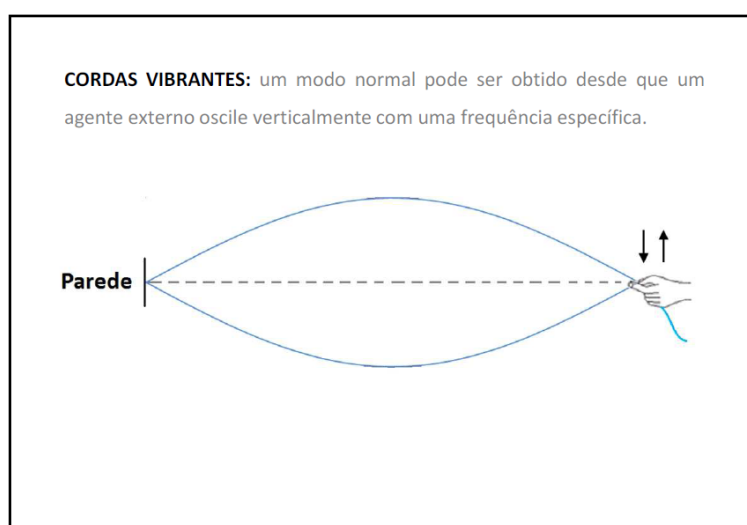 CORDAS VIBRANTES: um modo normal pode ser obtido desde que um
agente externo oscile verticalmente com uma frequência específica.
Parede